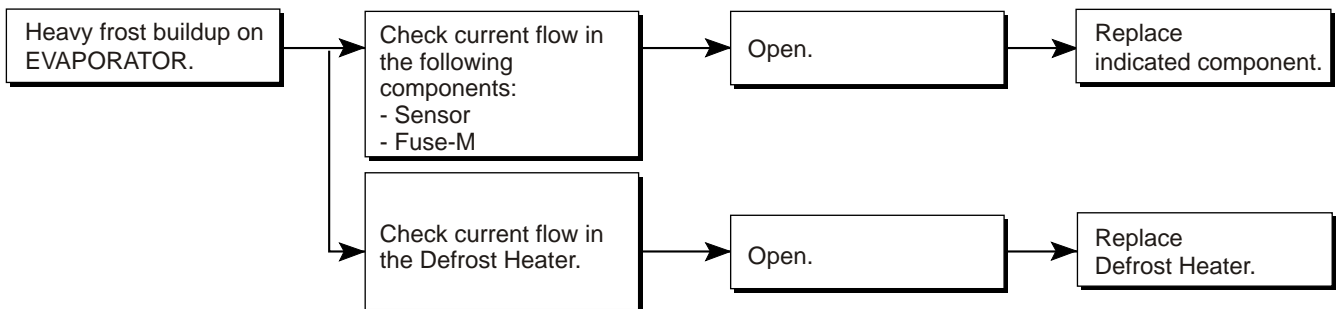 Heavy frost buildup on
EVAPORATOR.
Check current flow in
the following
components:
- Sensor
- Fuse-M
Open.
Replace
indicated component.
Check current flow in
the Defrost Heater.
Open.
Replace
Defrost Heater.